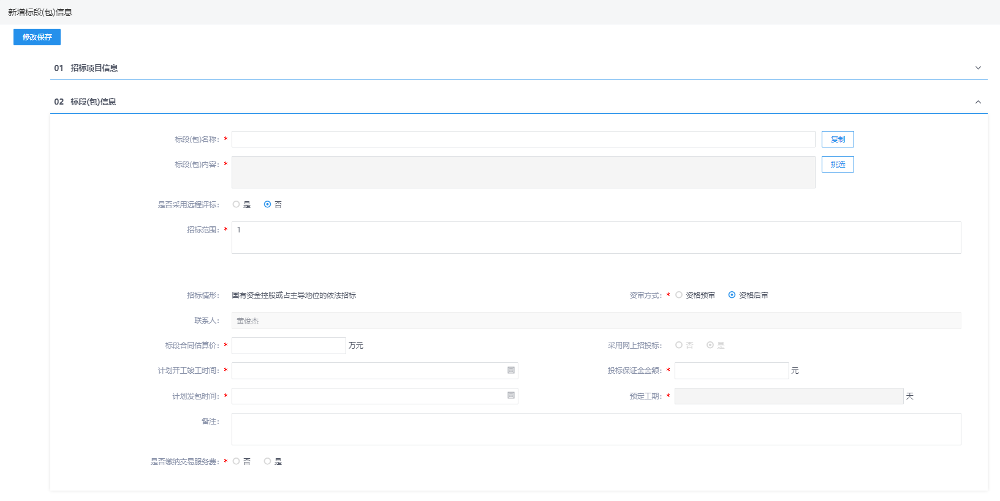 新增标段(包)信息
修改保存
01 招标项目信息
02 标段(包)信息
标段(包)名称: * 复制
标段(包)内容: * 挑选
是否采用远程评标: 是 否
招标范围: * 1
招标情形: 国有资金控股或占主导地位的依法招标 资审方式: * 资格预审 资格后审
联系人: 黄俊杰
标段合同估算价: * 万元 采用网上招投标: 否 是
计划开工竣工时间: * 投标保证金金额: * 元
计划发包时间: * 预定工期: * 天
备注:
是否缴纳交易服务费: * 否 是